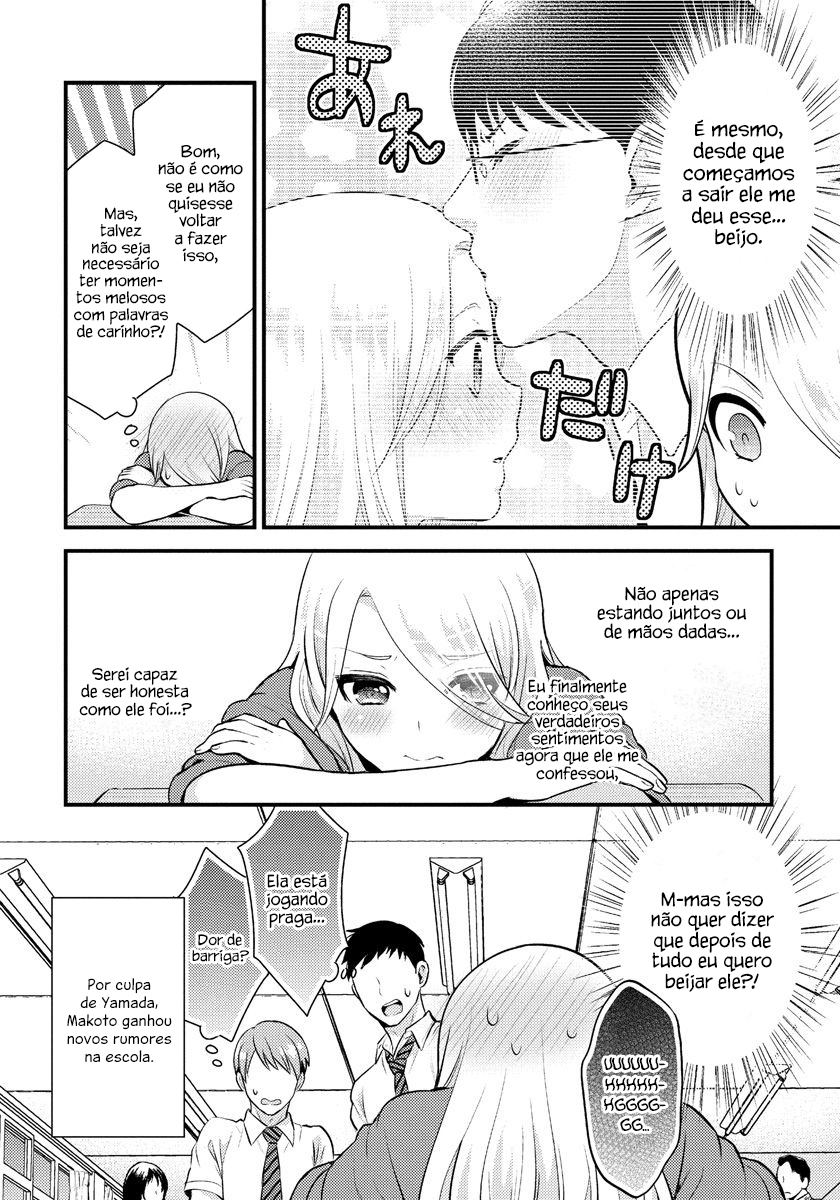 É mesmo,
desde que
começamos
a sair ele me
deu esse...
beijo.
あれ
だけ
Bom,
não é como
se eu não
quisesse
voltar
a fazer
isso,
Mas,
talvez
não seja
necessário
ter momen-
tos melosos
com palavras
de carinho?!
Não apenas
estando juntos ou
de mãos dadas...
Eu finalmente
conheço seus
verdadeiros
sentimentos
agora que ele me
confessou,
Serei capaz
de ser honesta
como ele foi...?
M-mas isso
não quer dizer
que depois de
tudo eu quero
beijar ele?!
UUUUUU-
HHHHH-
HGGGG-
GG...
Ela está
jogando
praga...
Dor de
barriga?
Por culpa
de Yamada,
Makoto ganhou
novos rumores
na escola.